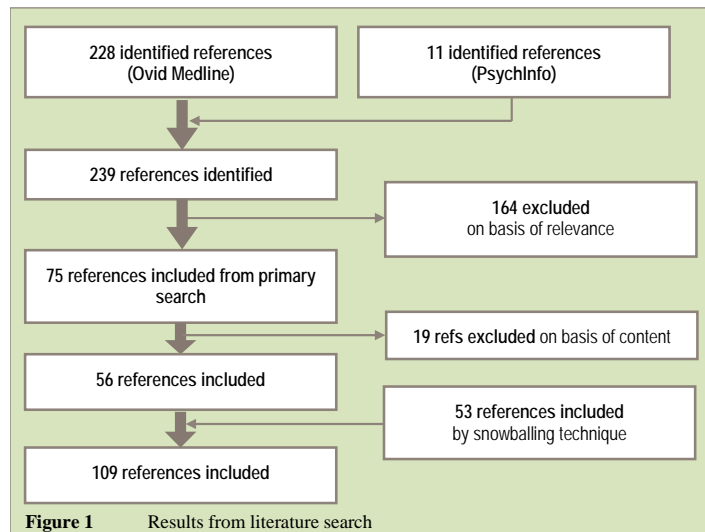 228 identified references
(Ovid Medline)
11 identified references
(PsychInfo)
239 references identified
164 excluded
on basis of relevance
75 references included from primary
search
19 refs excluded on basis of content
56 references included
53 references included
by snowballing technique
109 references included
Figure 1 Results from literature search